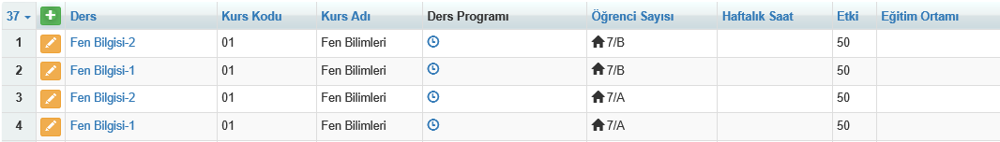 37 Ders Kurs Kodu Kurs Adı Ders Programı Öğrenci Sayısı Haftalık Saat Etki Eğitim Ortamı
1 Fen Bilgisi-2 01 Fen Bilimleri 7/B 50
2 Fen Bilgisi-1 01 Fen Bilimleri 7/B 50
3 Fen Bilgisi-2 01 Fen Bilimleri 7/A 50
4 Fen Bilgisi-1 01 Fen Bilimleri 7/A 50